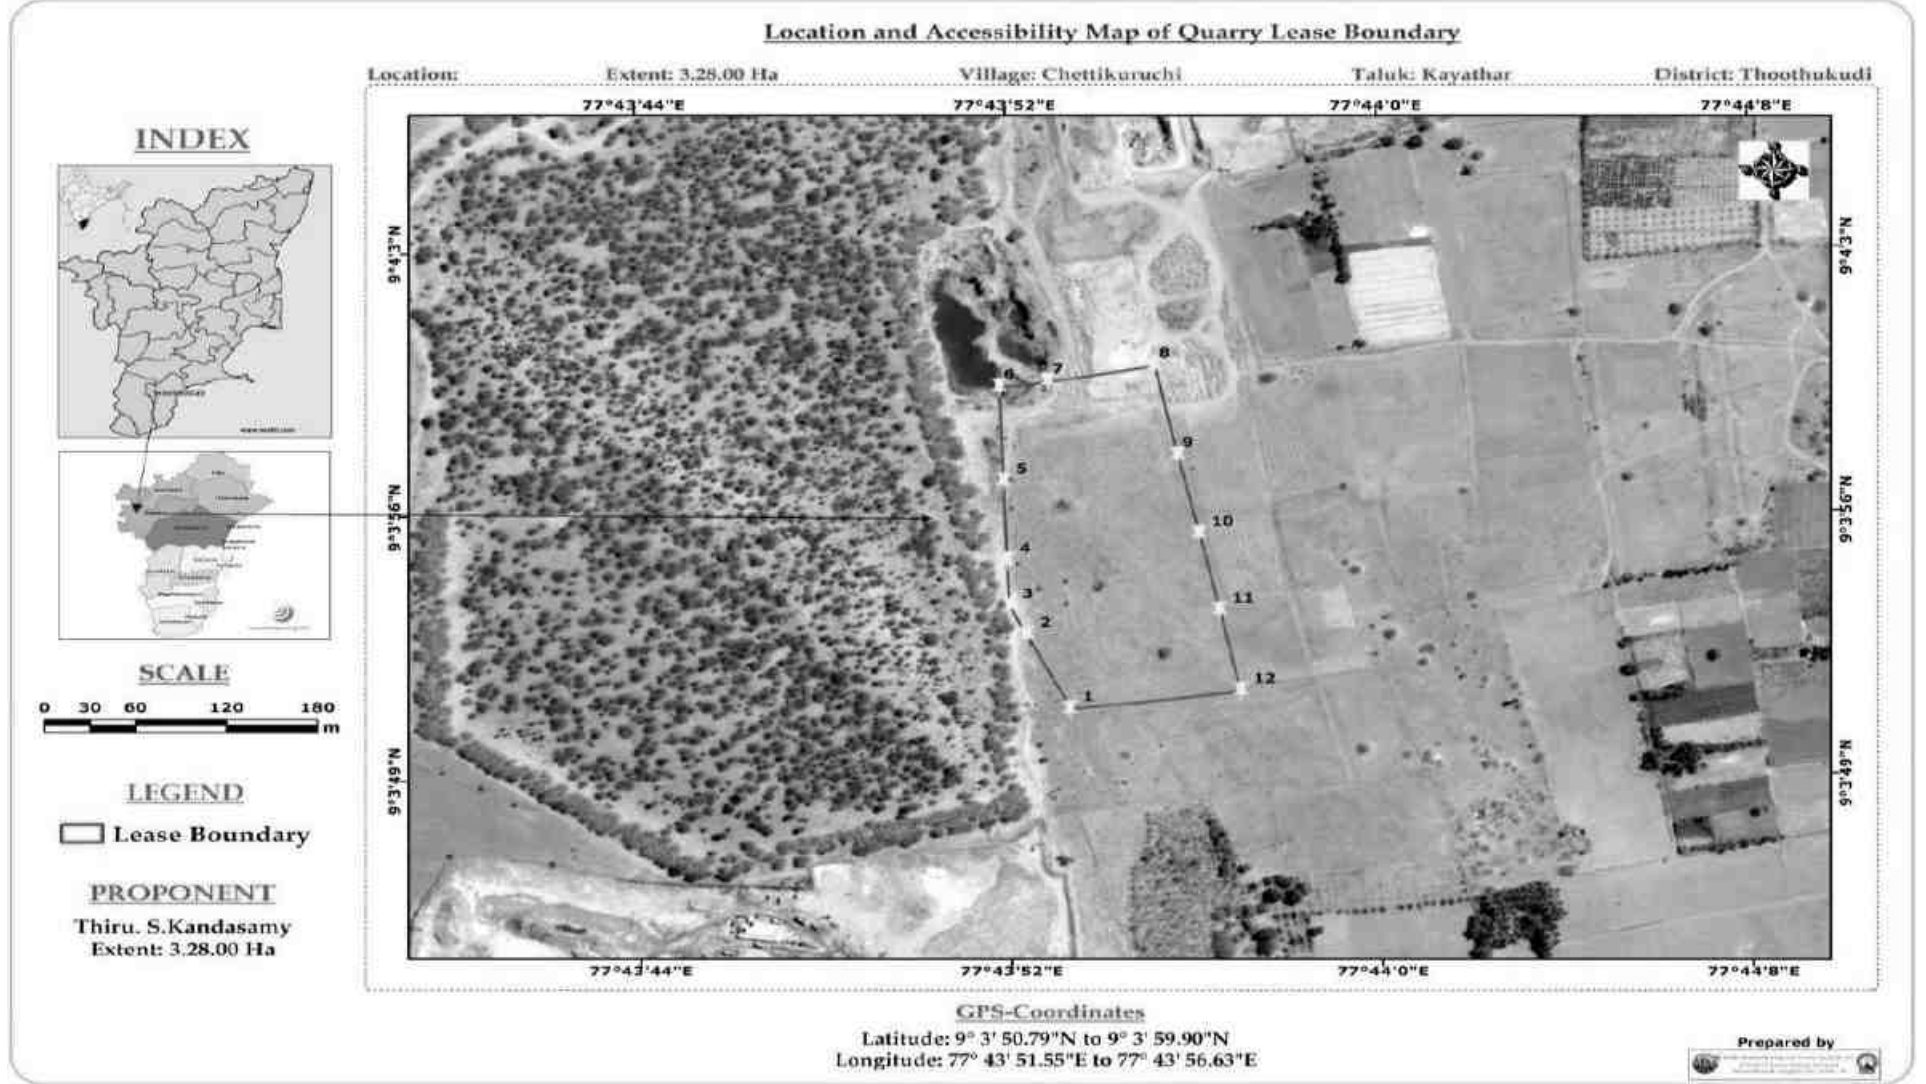 Location and Accessibility Map of Quarry Lease Boundary
Location: Extent: 3.28.00 Ha Village: Chettikuruchi Taluk: Kayathar District: Thoothukudi
77°43'44"E 77°43'52"E 77°44'0"E 77°44'8"E
INDEX
9°4'3"N 9°4'3"N
8
6 7
9
5
9°3'56"N 9°3'56"N
10
4
3 11
2
SCALE
12
1
0 30 60 120 180
m
9°3'49"N 9°3'49"N
LEGEND
Lease Boundary
PROPONENT
Thiru. S.Kandasamy
Extent: 3.28.00 Ha
77°43'44"E 77°43'52"E 77°44'0"E 77°44'8"E
GPS-Coordinates
Latitude: 9° 3' 50.79"N to 9° 3' 59.90"N
Longitude: 77° 43' 51.55"E to 77° 43' 56.63"E
Prepared by